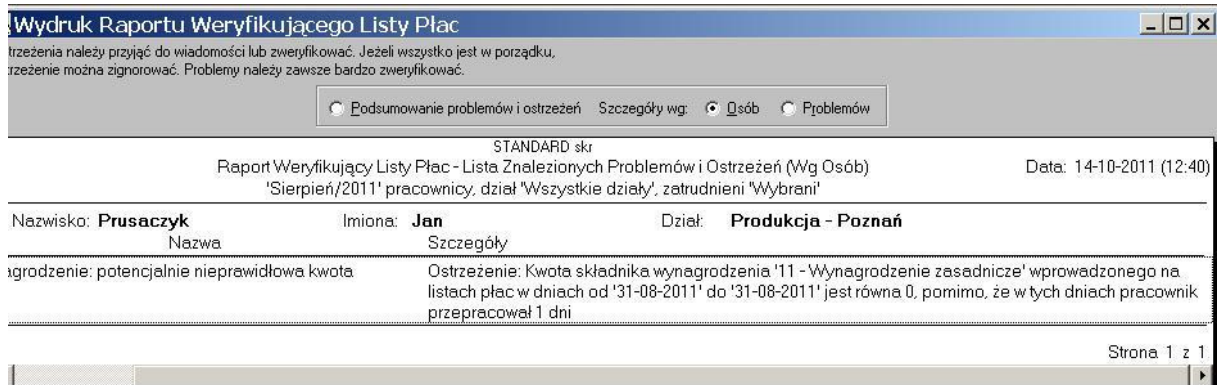 Wydruk Raportu Weryfikującego Listy Płac
trzeżenia należy przyjąć do wiadomości lub zweryfikować. Jeżeli wszystko jest w porządku,
rzeżenie można zignorować. Problemy należy zawsze bardzo zweryfikować.
Podsumowanie problemów i ostrzeżeń Szczegóły wg: Osób Problemów
STANDARD skr
Raport Weryfikujący Listy Płac - Lista Znalezionych Problemów i Ostrzeżeń (Wg Osób) Data: 14-10-2011 (12:40)
'Sierpień/2011' pracownicy, dział 'Wszystkie działy', zatrudnieni 'Wybrani'
Nazwisko: Prusaczyk Imiona: Jan Dział: Produkcja - Poznań
Nazwa Szczegóły
agrodzenie: potencjalnie nieprawidłowa kwota Ostrzeżenie: Kwota składnika wynagrodzenia '11 - Wynagrodzenie zasadnicze' wprowadzonego na
listach płac w dniach od '31-08-2011' do '31-08-2011' jest równa 0, pomimo, że w tych dniach pracownik
przepracował 1 dni
Strona 1 z 1